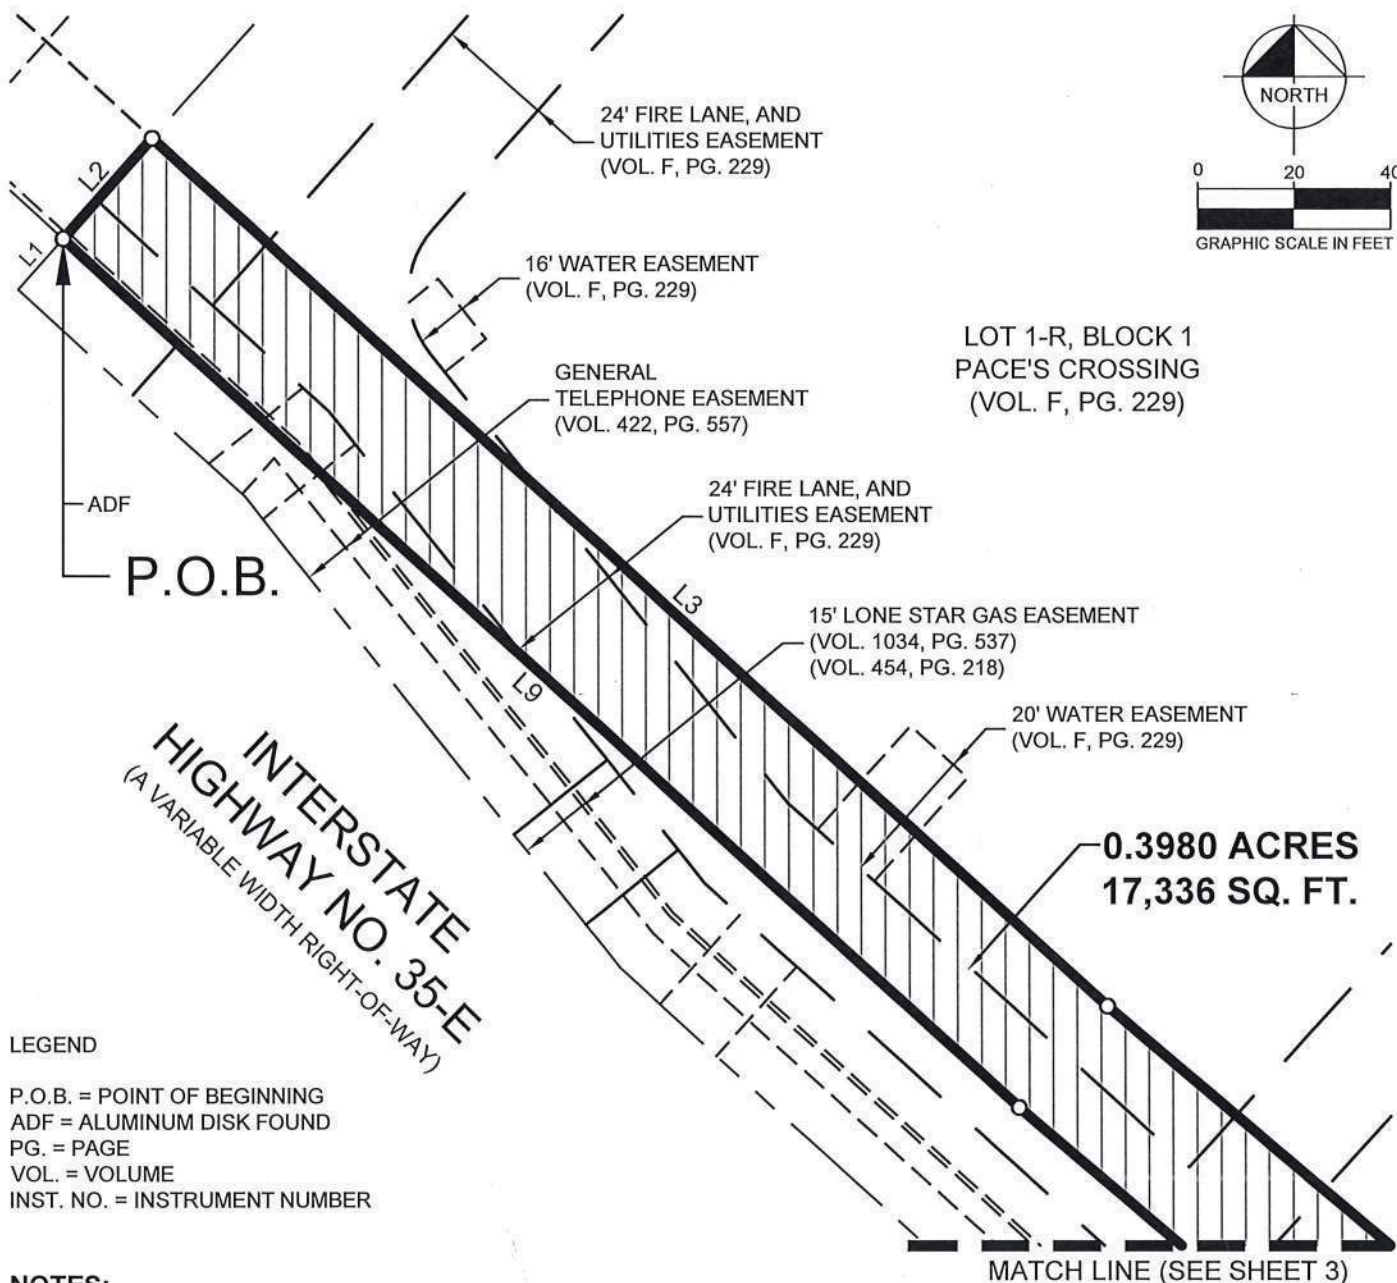 24' FIRE LANE, AND
UTILITIES EASEMENT
(VOL. F, PG. 229)
NORTH
0 20 40
GRAPHIC SCALE IN FEET
L2
L1
16' WATER EASEMENT
(VOL. F, PG. 229)
LOT 1-R, BLOCK 1
PACE'S CROSSING
(VOL. F, PG. 229)
GENERAL
TELEPHONE EASEMENT
(VOL. 422, PG. 557)
ADF
P.O.B.
24' FIRE LANE, AND
UTILITIES EASEMENT
(VOL. F, PG. 229)
L3
15' LONE STAR GAS EASEMENT
(VOL. 1034, PG. 537)
(VOL. 454, PG. 218)
L9
20' WATER EASEMENT
(VOL. F, PG. 229)
INTERSTATE
HIGHWAY NO. 35-E
(A VARIABLE WIDTH RIGHT-OF-WAY)
0.3980 ACRES
17,336 SQ. FT.
LEGEND
P.O.B. = POINT OF BEGINNING
ADF = ALUMINUM DISK FOUND
PG. = PAGE
VOL. = VOLUME
INST. NO. = INSTRUMENT NUMBER
MATCH LINE (SEE SHEET 3)
NOTES: